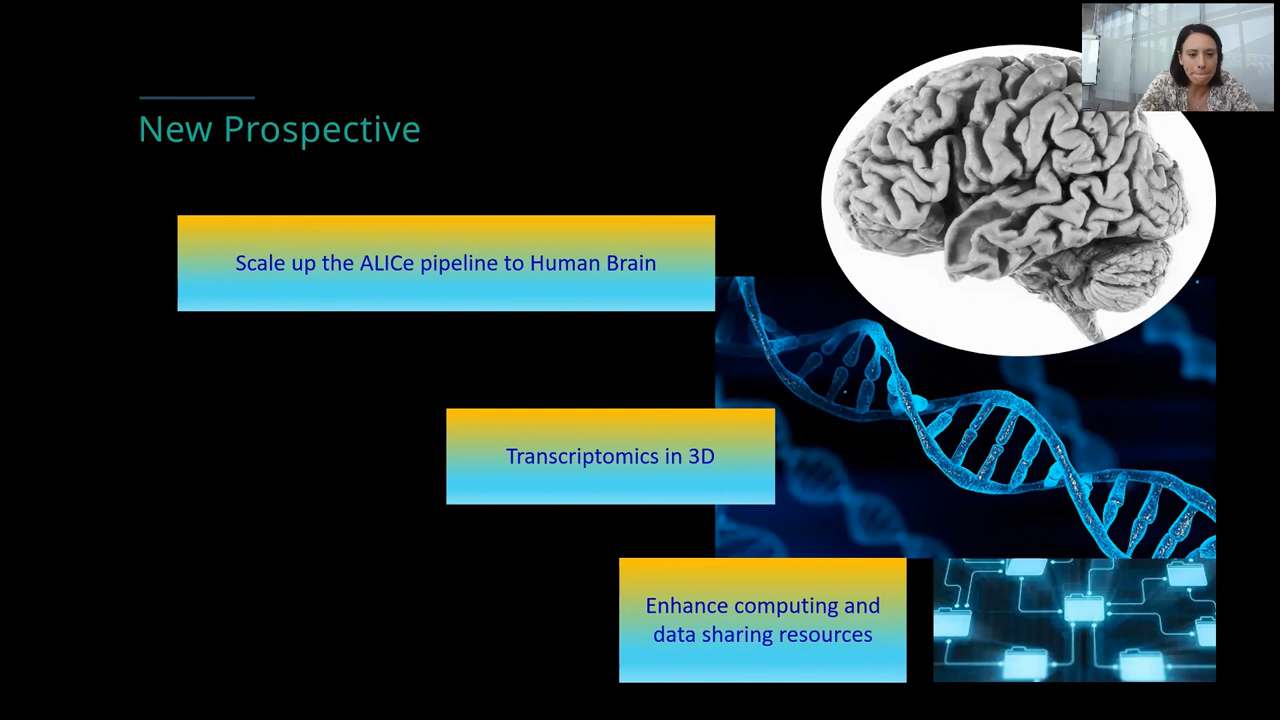 New Prospective
Scale up the ALICe pipeline to Human Brain
Transcriptomics in 3D
Enhance computing and
data sharing resources